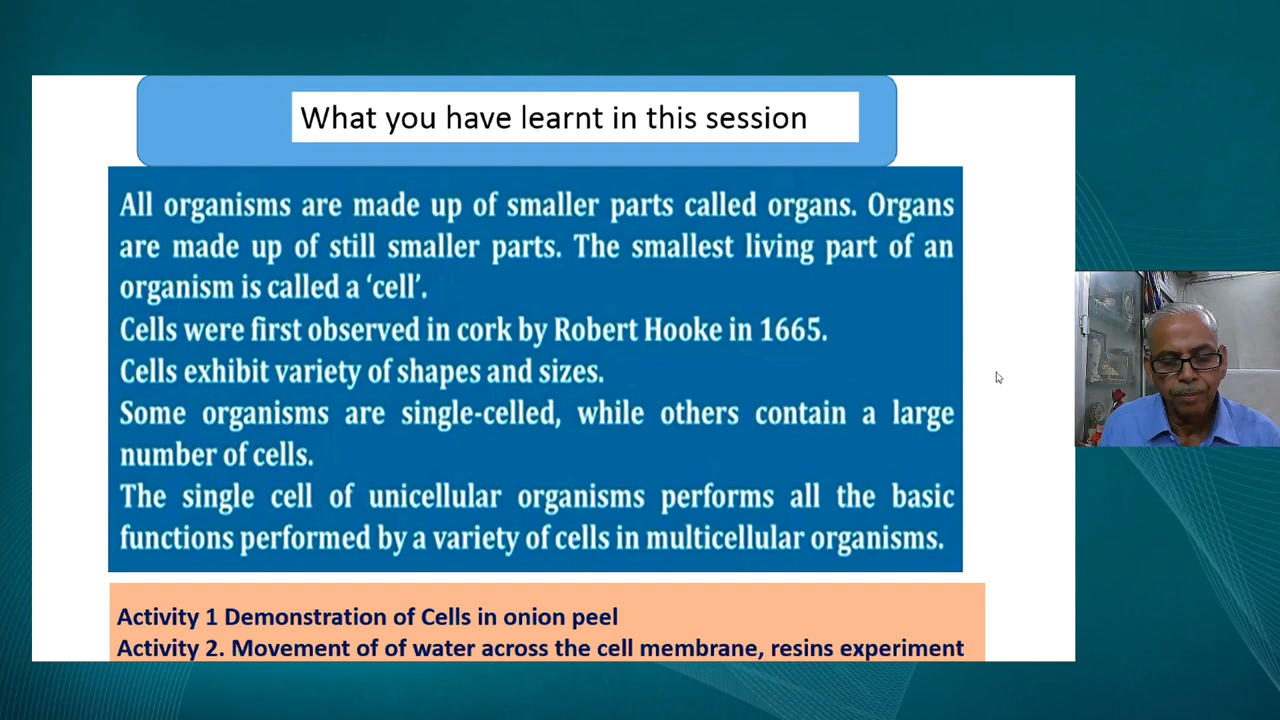 What you have learnt in this session
All organisms are made up of smaller parts called organs. Organs
are made up of still smaller parts. The smallest living part of an
organism is called a ‘cell’.
Cells were first observed in cork by Robert Hooke in 1665.
Cells exhibit variety of shapes and sizes.
Some organisms are single-celled, while others contain a large
number of cells.
The single cell of unicellular organisms performs all the basic
functions performed by a variety of cells in multicellular organisms.
Activity 1 Demonstration of Cells in onion peel
Activity 2. Movement of of water across the cell membrane, resins experiment